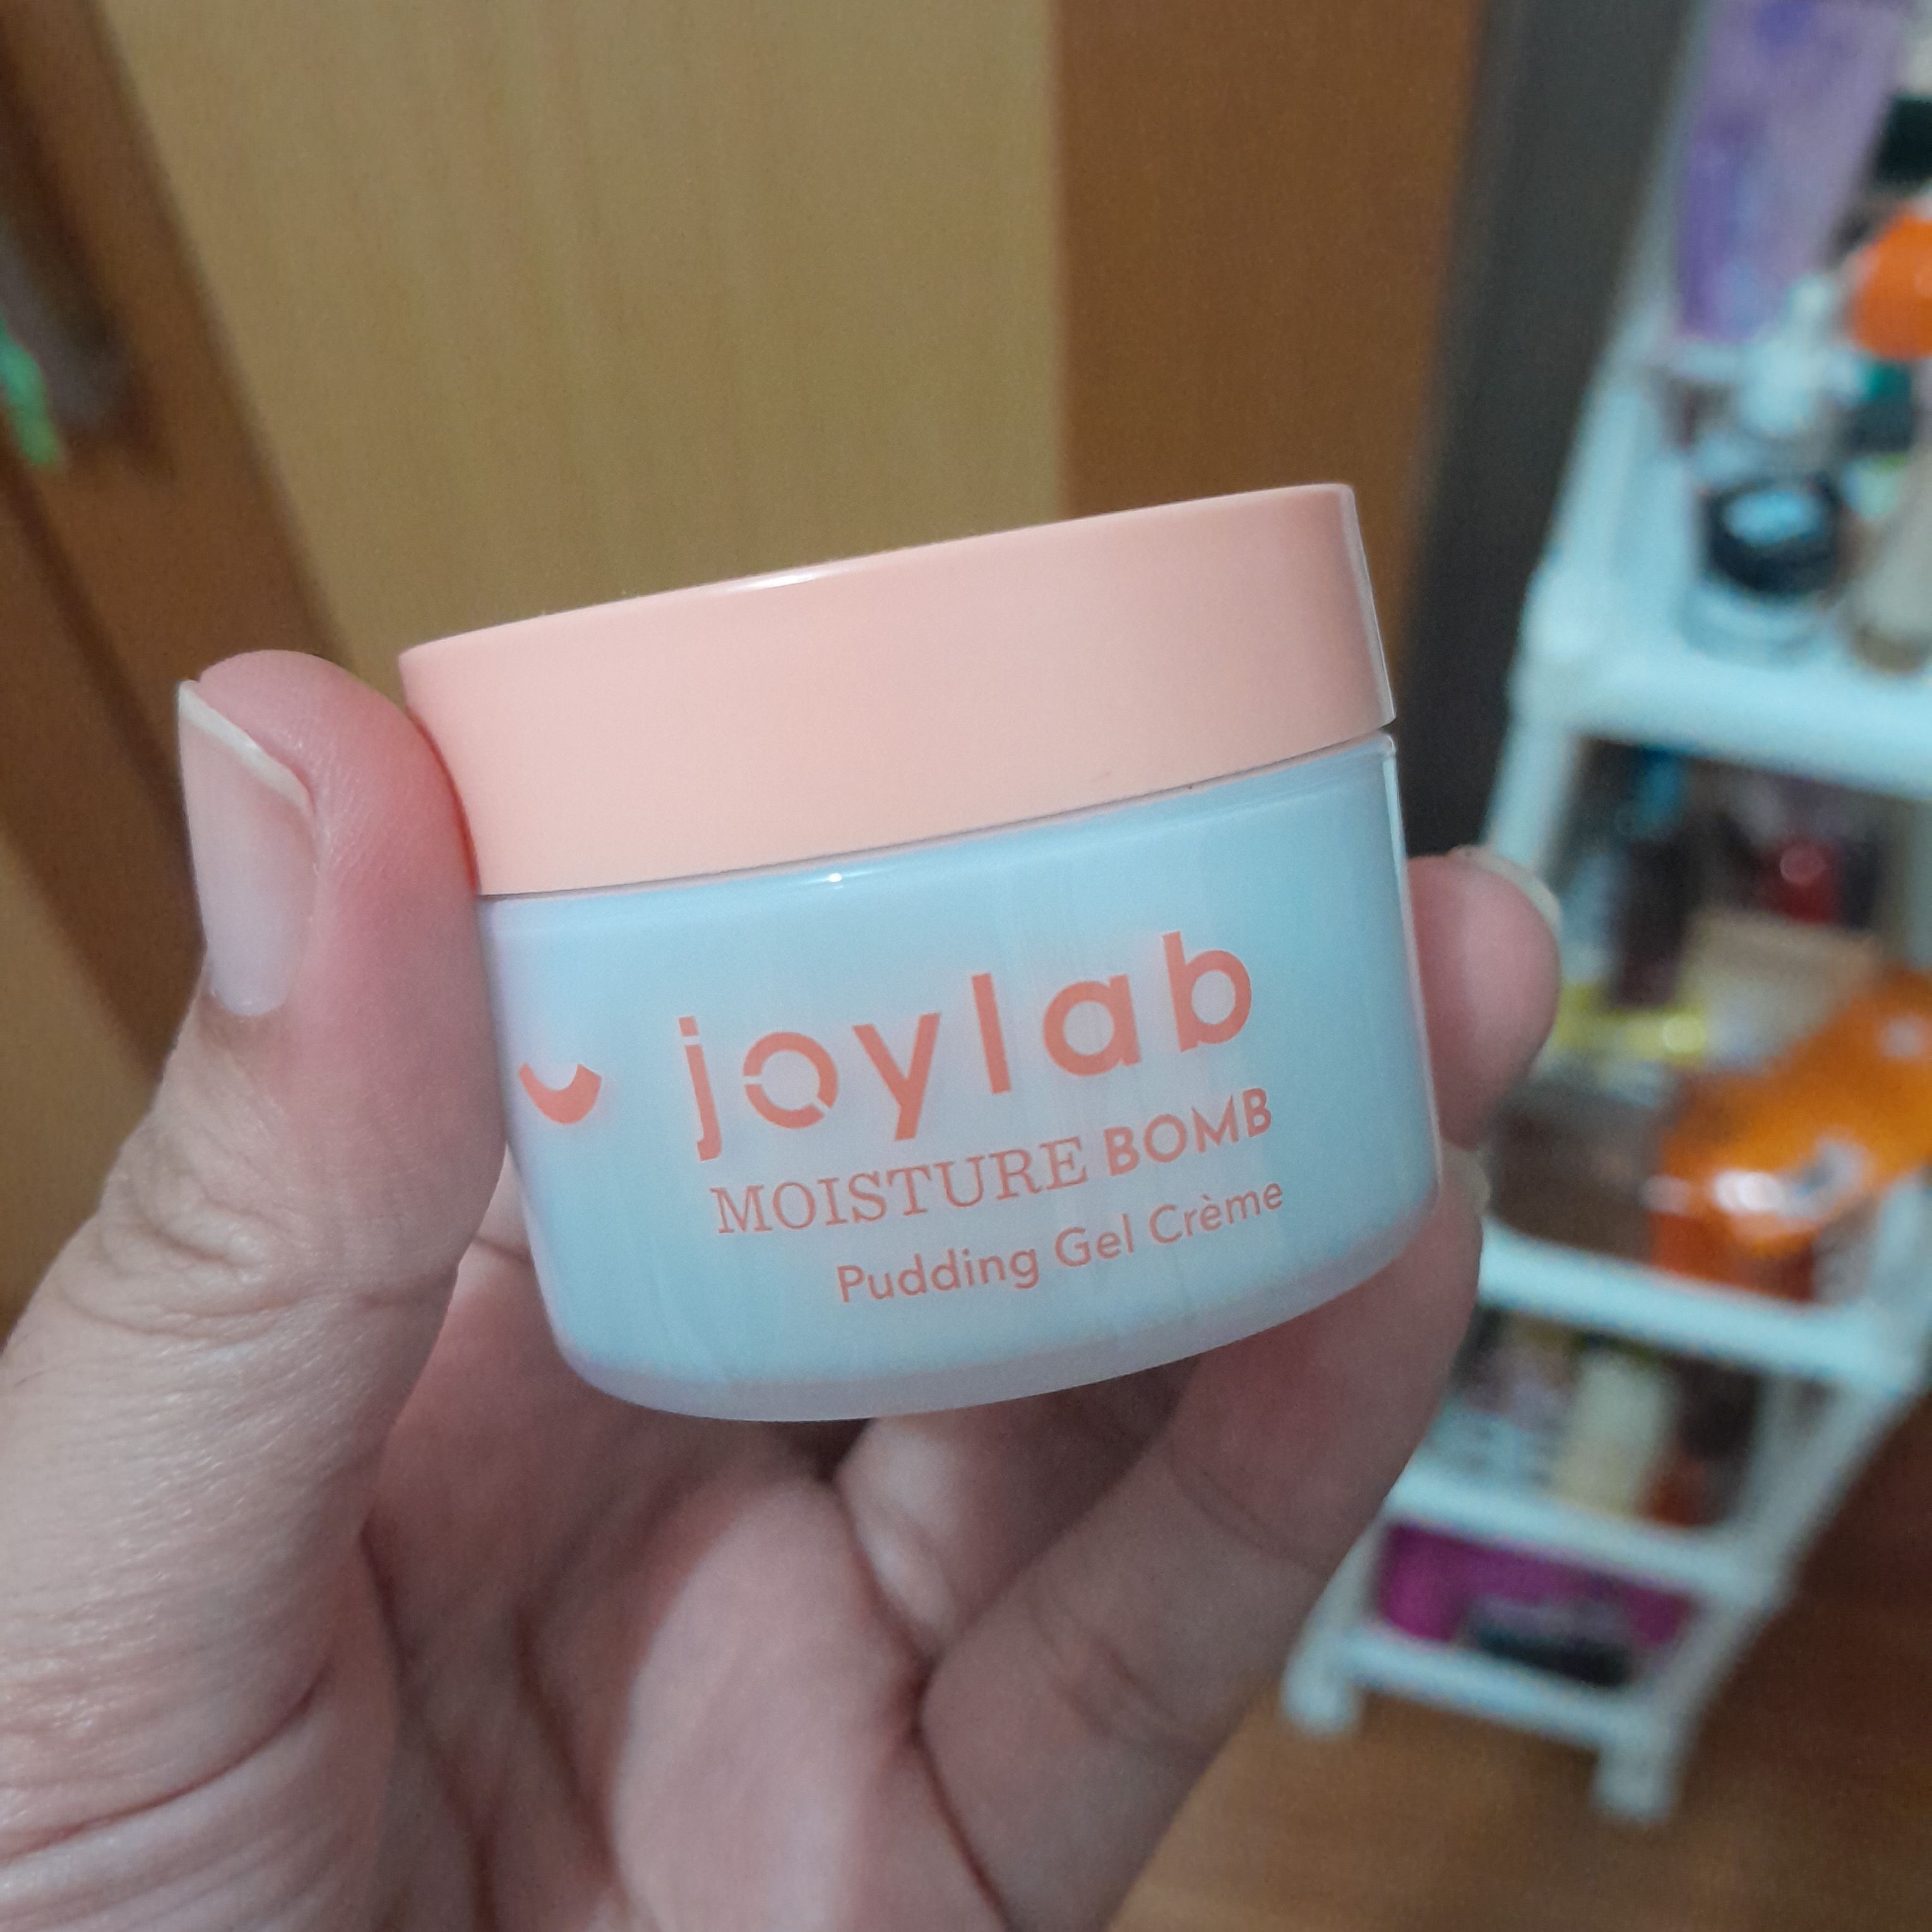 joylab
MOISTURE BOMB
Pudding Gel Crème